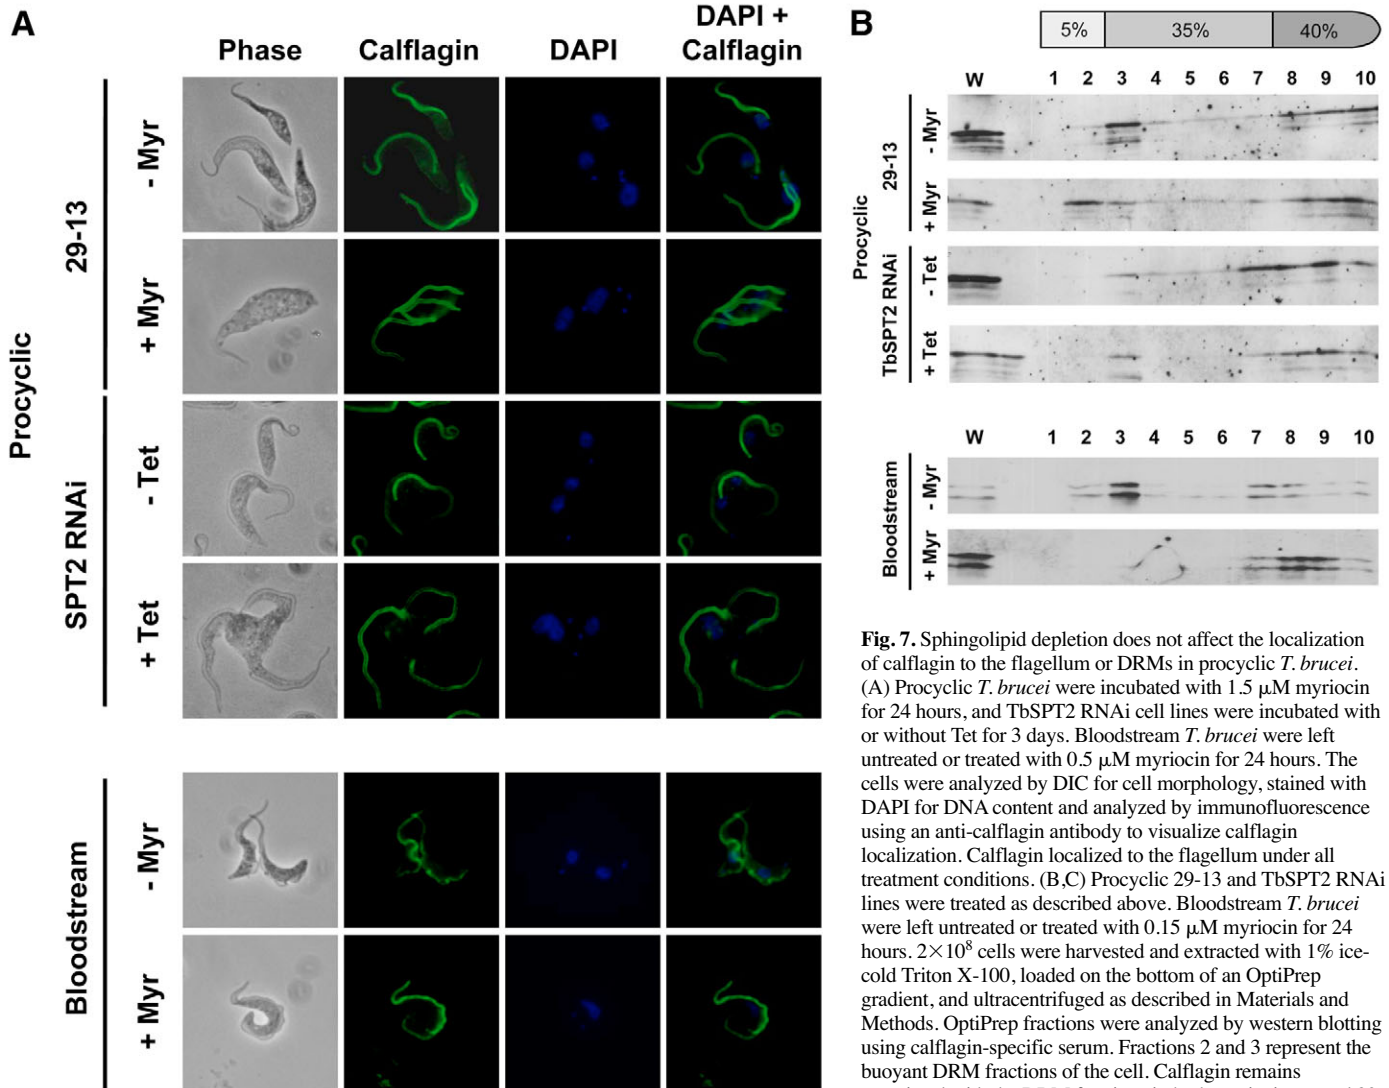 A
Phase
Calflagin
DAPI
DAPI +
Calflagin
Procyclic
29-13
- Myr
+ Myr
SPT2 RNAi
- Tet
+ Tet
Bloodstream
- Myr
+ Myr
B
5% 35% 40%
W 1 2 3 4 5 6 7 8 9 10
Procyclic
29-13
- Myr
+ Myr
TbSPT2 RNAi
- Tet
+ Tet
W 1 2 3 4 5 6 7 8 9 10
Bloodstream
- Myr
+ Myr
Fig. 7. Sphingolipid depletion does not affect the localization
of calflagin to the flagellum or DRMs in procyclic T. brucei.
(A) Procyclic T. brucei were incubated with 1.5 μM myriocin
for 24 hours, and TbSPT2 RNAi cell lines were incubated with
or without Tet for 3 days. Bloodstream T. brucei were left
untreated or treated with 0.5 μM myriocin for 24 hours. The
cells were analyzed by DIC for cell morphology, stained with
DAPI for DNA content and analyzed by immunofluorescence
using an anti-calflagin antibody to visualize calflagin
localization. Calflagin localized to the flagellum under all
treatment conditions. (B,C) Procyclic 29-13 and TbSPT2 RNAi
lines were treated as described above. Bloodstream T. brucei
were left untreated or treated with 0.15 μM myriocin for 24
hours. 2×10⁸ cells were harvested and extracted with 1% ice-
cold Triton X-100, loaded on the bottom of an OptiPrep
gradient, and ultracentrifuged as described in Materials and
Methods. OptiPrep fractions were analyzed by western blotting
using calflagin-specific serum. Fractions 2 and 3 represent the
buoyant DRM fractions of the cell. Calflagin remains